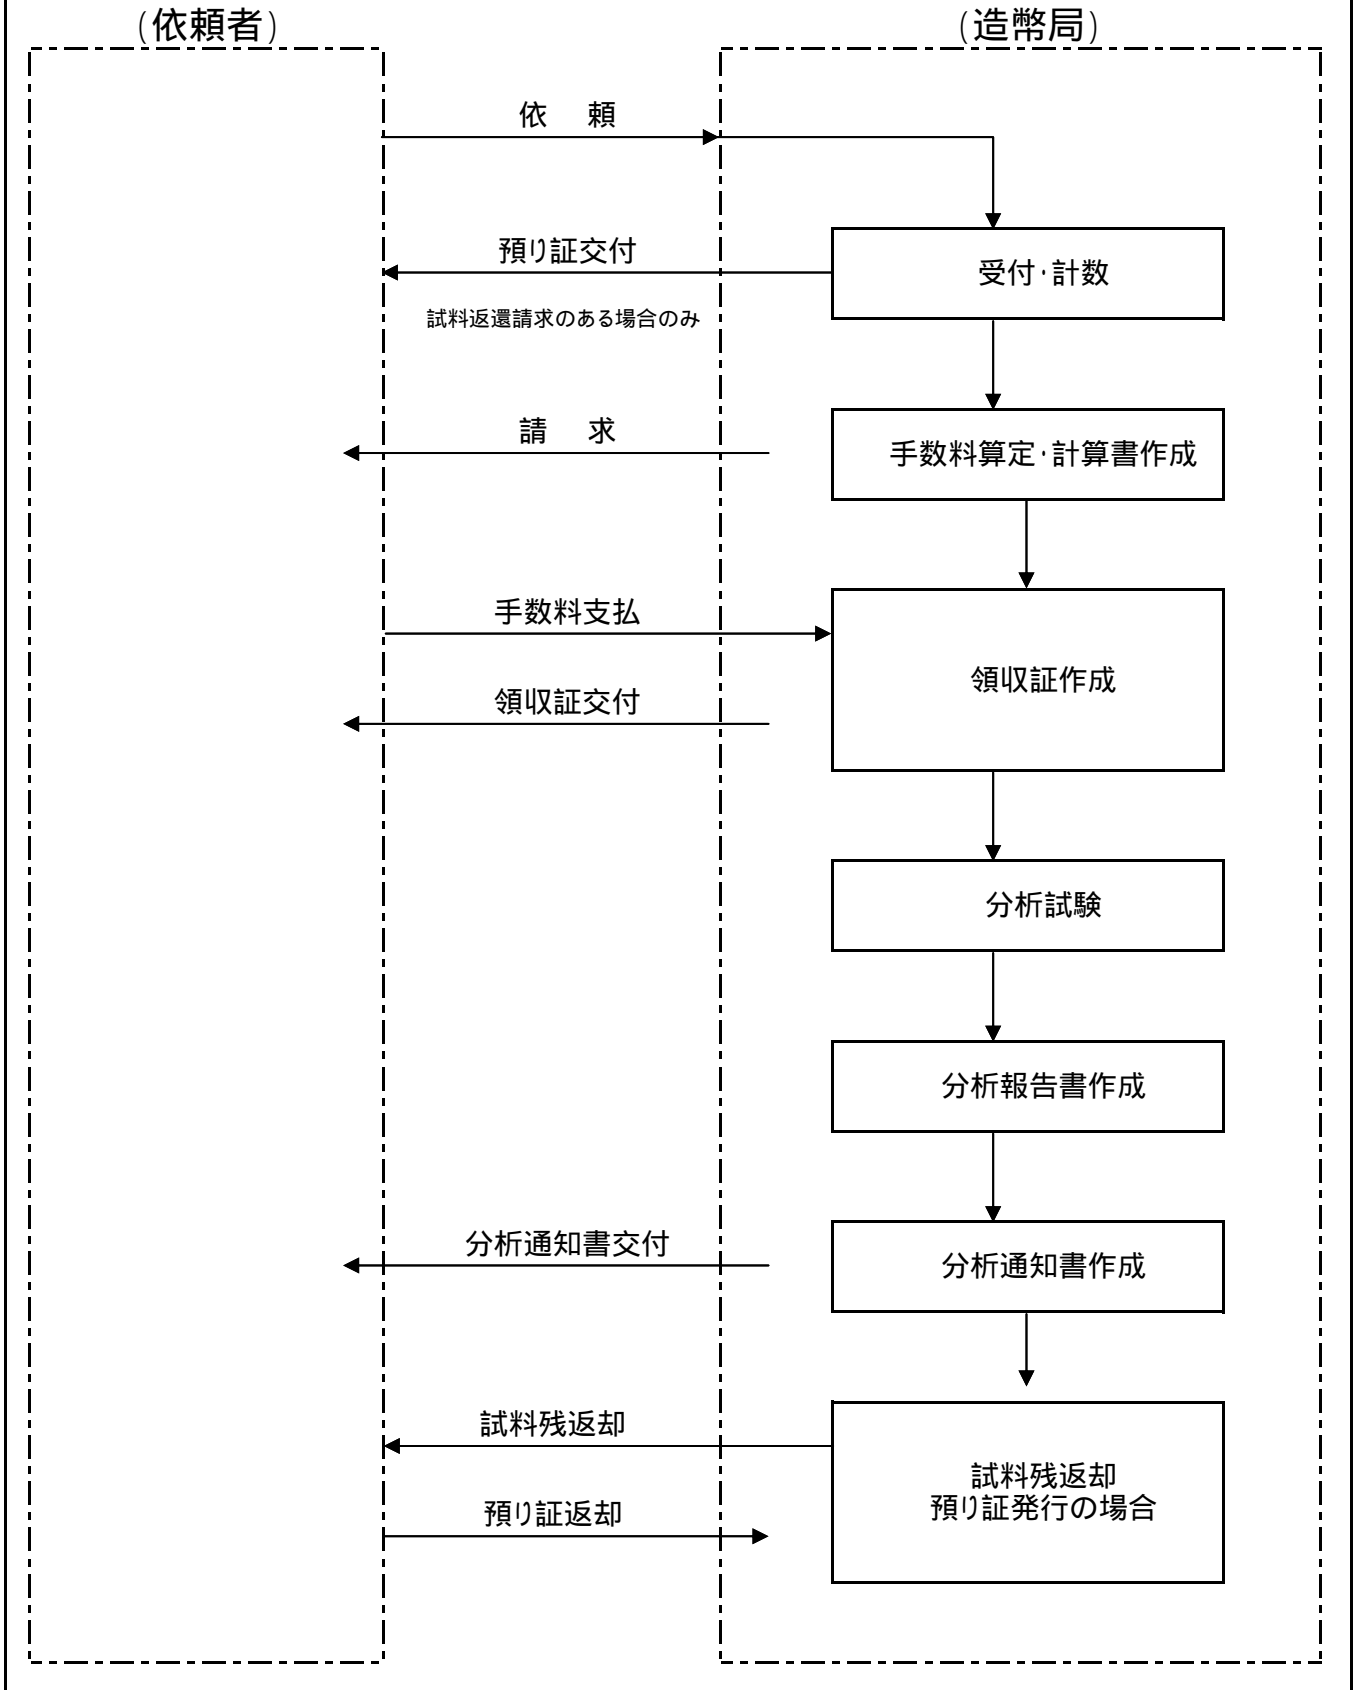 (依頼者)
(造幣局)
依 頼
預り証交付
受付・計数
試料返還請求のある場合のみ
請 求
手数料算定・計算書作成
手数料支払
領収証作成
領収証交付
分析試験
分析報告書作成
分析通知書交付
分析通知書作成
試料残返却
試料残返却
預り証発行の場合
預り証返却